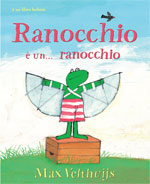 Ranocchio
è un... ranocchio
Max Velthuijs